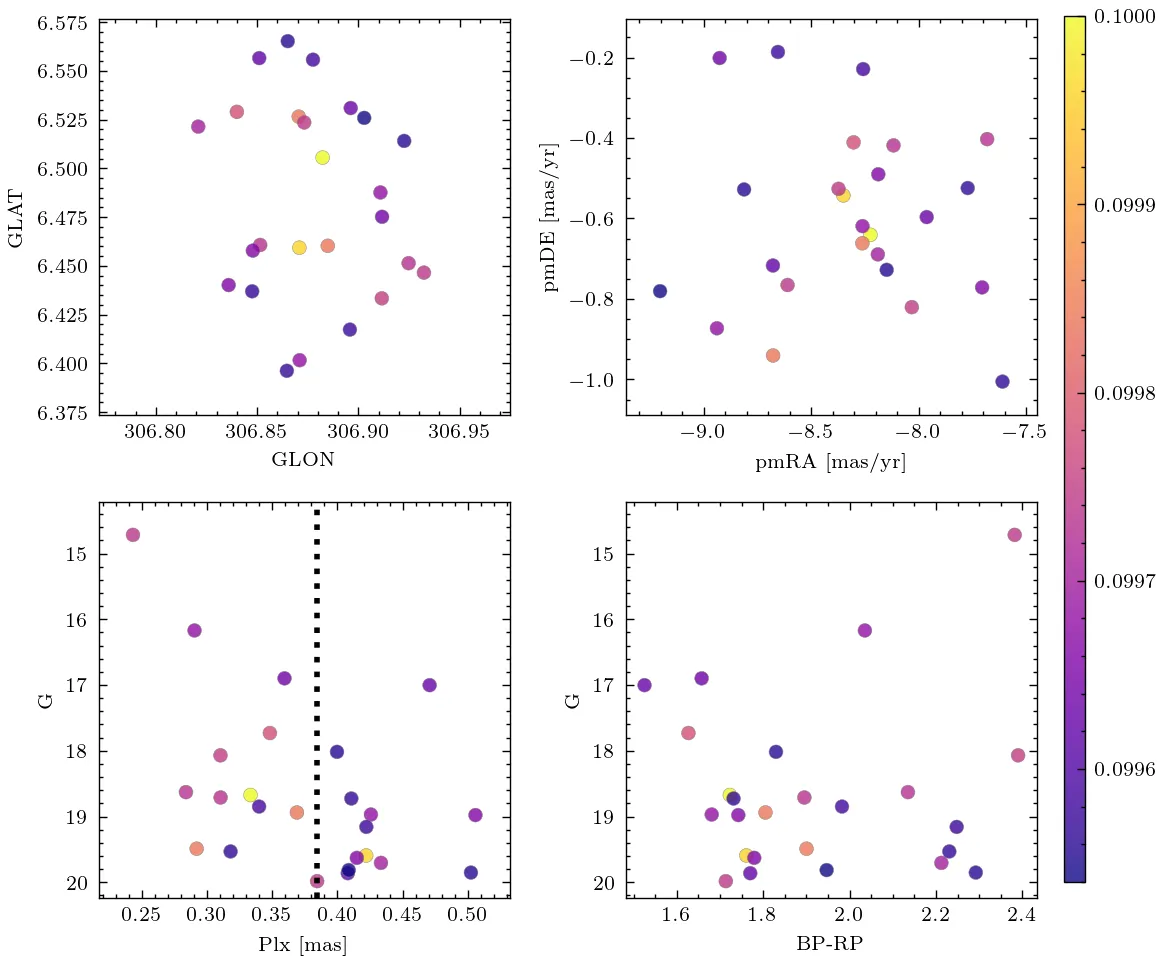 6.575
6.550
6.525
6.500
6.475
6.450
6.425
6.400
6.375
GLAT
306.80 306.85 306.90 306.95
GLON
−0.2
−0.4
−0.6
−0.8
−1.0
pmDE [mas/yr]
−9.0 −8.5 −8.0 −7.5
pmRA [mas/yr]
0.1000
0.0999
0.0998
0.0997
0.0996
15
16
17
18
19
20
G
0.25 0.30 0.35 0.40 0.45 0.50
Plx [mas]
15
16
17
18
19
20
G
1.6 1.8 2.0 2.2 2.4
BP-RP